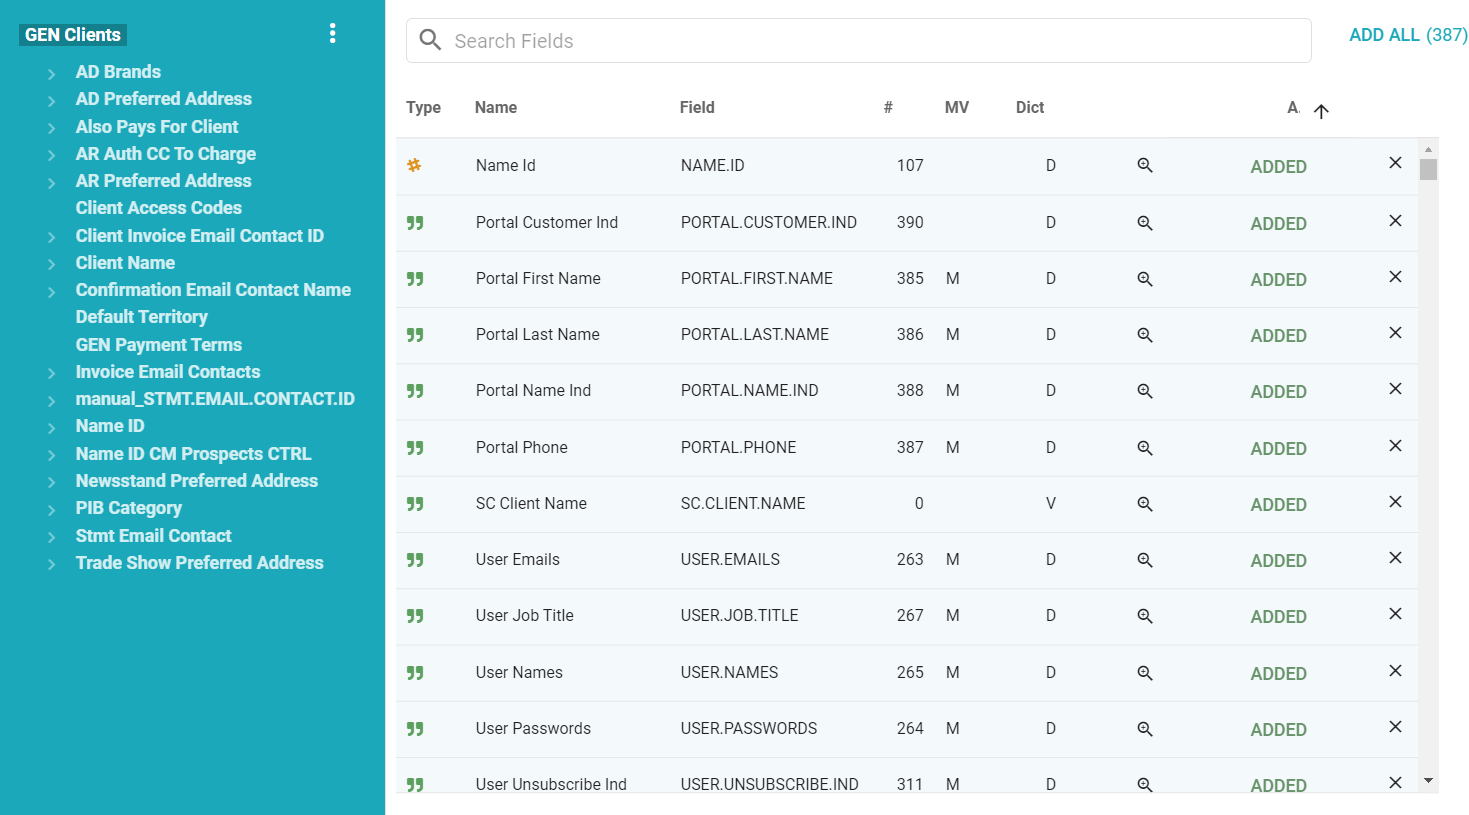 GEN Clients
AD Brands
AD Preferred Address
Also Pays For Client
AR Auth CC To Charge
AR Preferred Address
Client Access Codes
Client Invoice Email Contact ID
Client Name
Confirmation Email Contact Name
Default Territory
GEN Payment Terms
Invoice Email Contacts
manual_STMT.EMAIL.CONTACT.ID
Name ID
Name ID CM Prospects CTRL
Newsstand Preferred Address
PIB Category
Stmt Email Contact
Trade Show Preferred Address
Search Fields
ADD ALL (387)
Type Name Field # MV Dict A.
Name Id NAME.ID 107 D ADDED
Portal Customer Ind PORTAL.CUSTOMER.IND 390 D ADDED
Portal First Name PORTAL.FIRST.NAME 385 M D ADDED
Portal Last Name PORTAL.LAST.NAME 386 M D ADDED
Portal Name Ind PORTAL.NAME.IND 388 M D ADDED
Portal Phone PORTAL.PHONE 387 M D ADDED
SC Client Name SC.CLIENT.NAME 0 V ADDED
User Emails USER.EMAILS 263 M D ADDED
User Job Title USER.JOB.TITLE 267 M D ADDED
User Names USER.NAMES 265 M D ADDED
User Passwords USER.PASSWORDS 264 M D ADDED
User Unsubscribe Ind USER.UNSUBSCRIBE.IND 311 M D ADDED